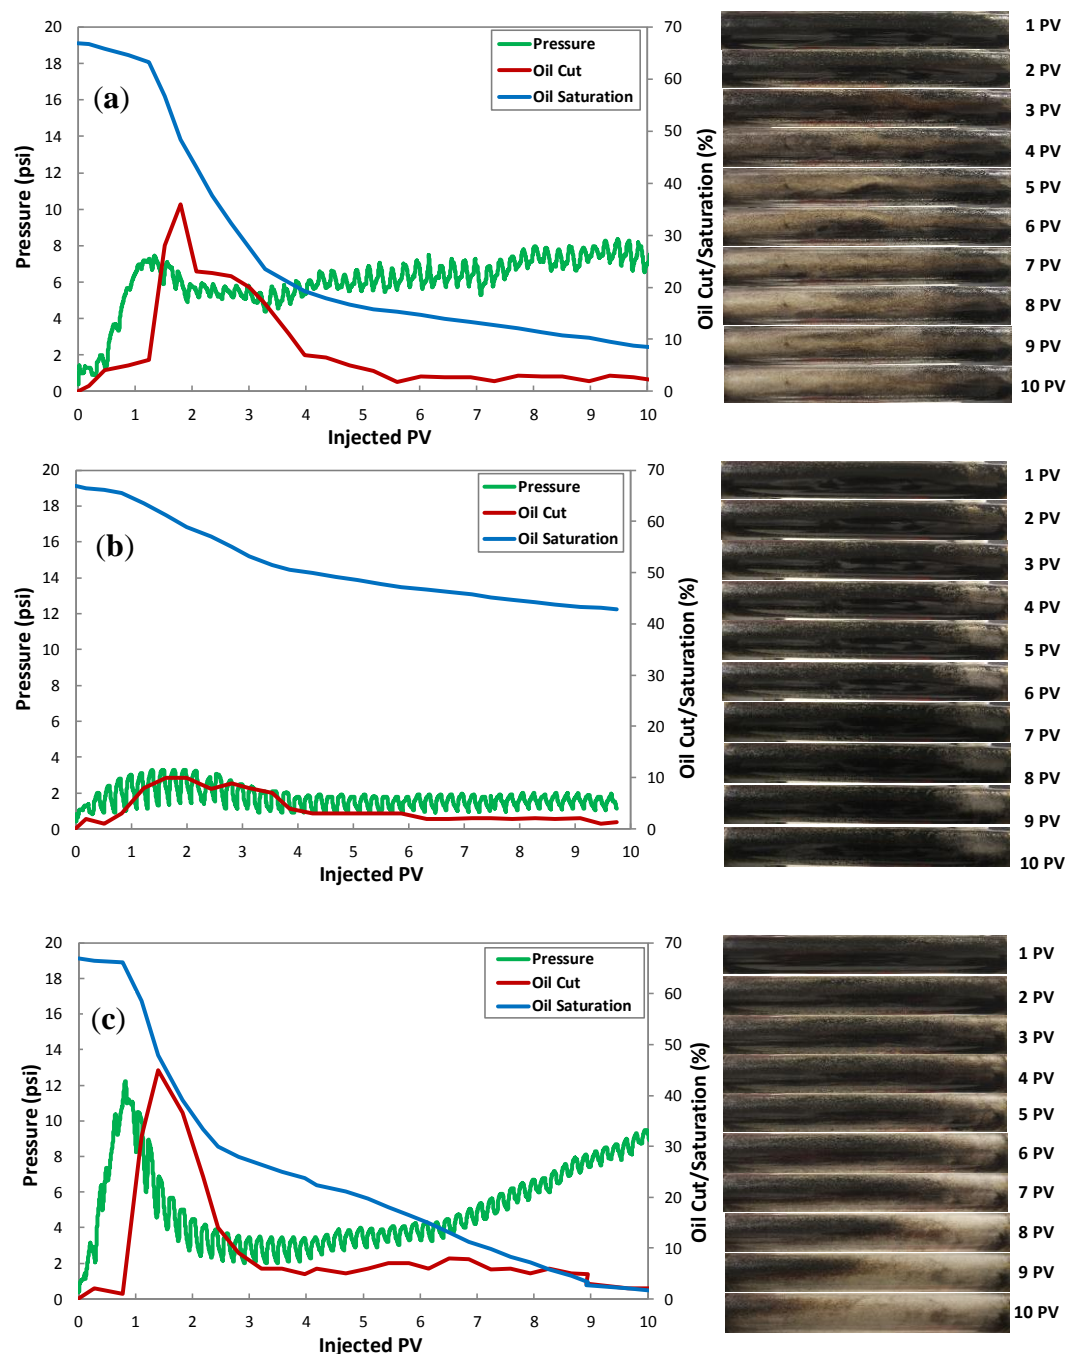 (a)
Pressure (psi)
20
18
16
14
12
10
8
6
4
2
0
Pressure
Oil Cut
Oil Saturation
70
60
50
40
30
20
10
0
Oil Cut/Saturation (%)
0 1 2 3 4 5 6 7 8 9 10
Injected PV
1 PV
2 PV
3 PV
4 PV
5 PV
6 PV
7 PV
8 PV
9 PV
10 PV
(b)
Pressure (psi)
20
18
16
14
12
10
8
6
4
2
0
Pressure
Oil Cut
Oil Saturation
70
60
50
40
30
20
10
0
Oil Cut/Saturation (%)
0 1 2 3 4 5 6 7 8 9 10
Injected PV
1 PV
2 PV
3 PV
4 PV
5 PV
6 PV
7 PV
8 PV
9 PV
10 PV
(c)
Pressure (psi)
20
18
16
14
12
10
8
6
4
2
0
Pressure
Oil Cut
Oil Saturation
70
60
50
40
30
20
10
0
Oil Cut/Saturation (%)
0 1 2 3 4 5 6 7 8 9 10
Injected PV
1 PV
2 PV
3 PV
4 PV
5 PV
6 PV
7 PV
8 PV
9 PV
10 PV